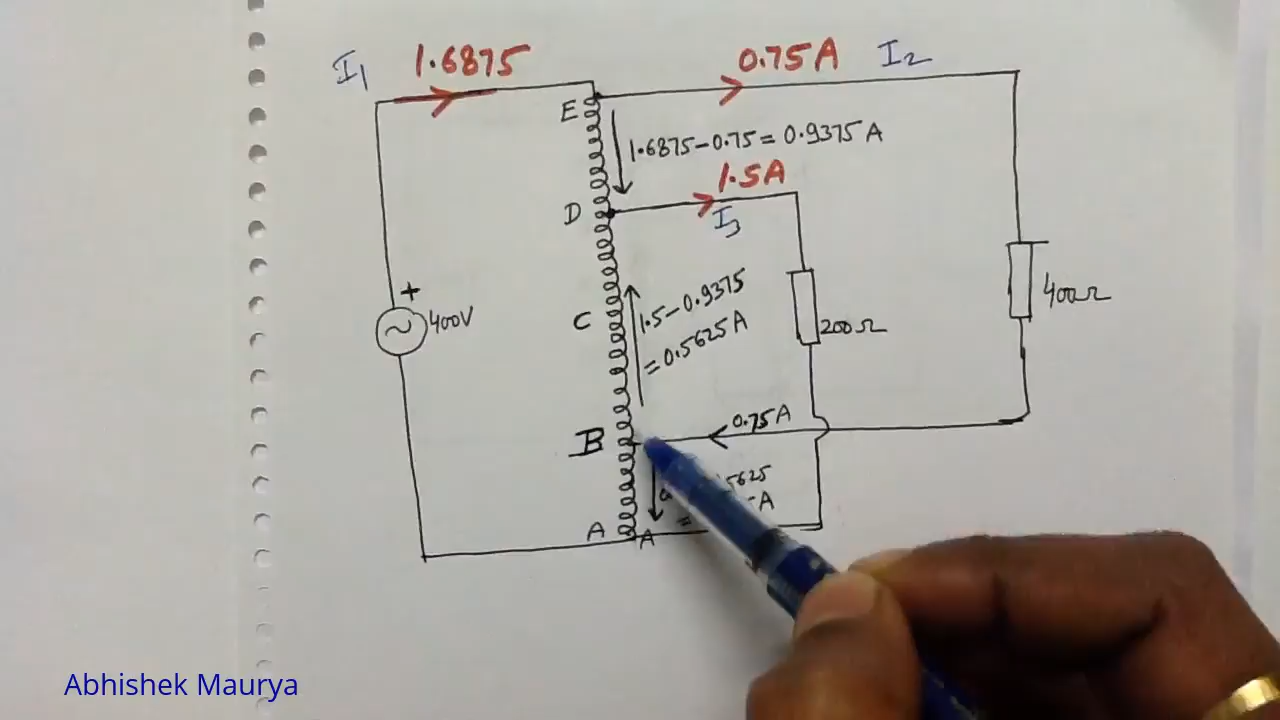 I₁ 1.6875 0.75A I₂
E
1.6875-0.75=0.9375 A
1.5A
D
I₃
+
400V
C
1.5-0.9375
=0.5625 A
200Ω
400Ω
B
0.75A
5625
= A
A A
Abhishek Maurya